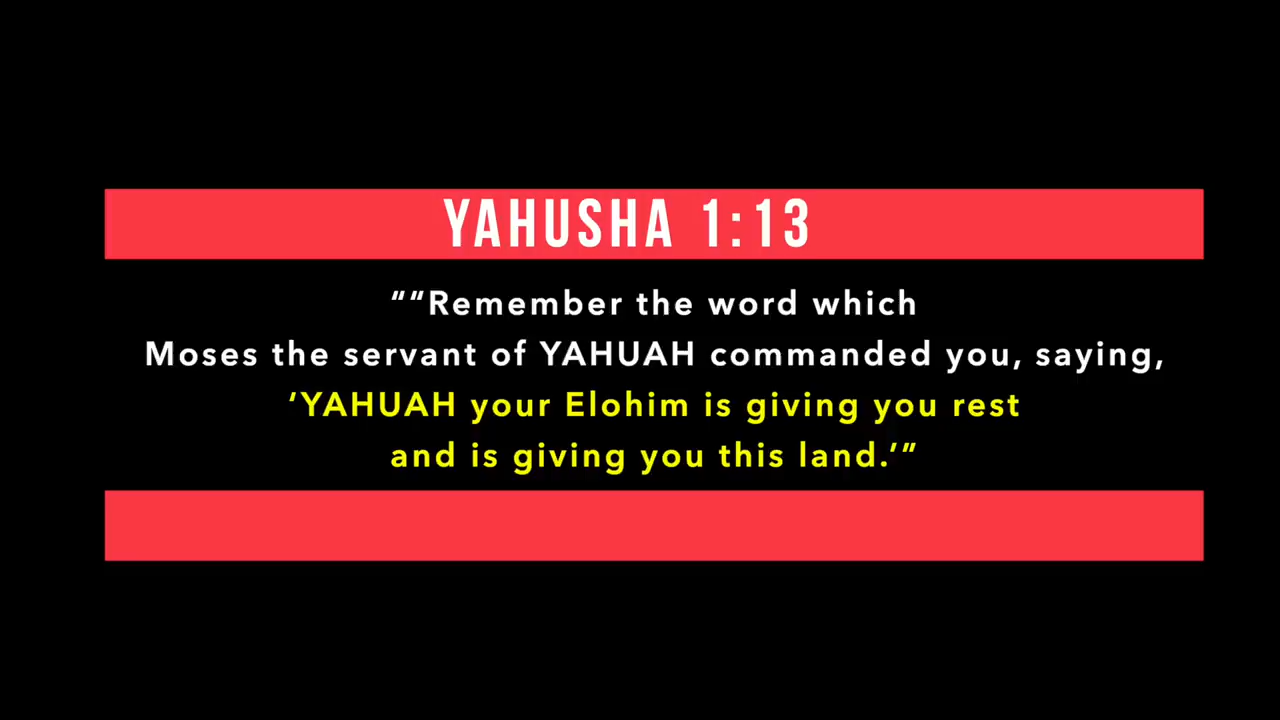 YAHUSHA 1:13
““Remember the word which
Moses the servant of YAHUAH commanded you, saying,
‘YAHUAH your Elohim is giving you rest
and is giving you this land.’”